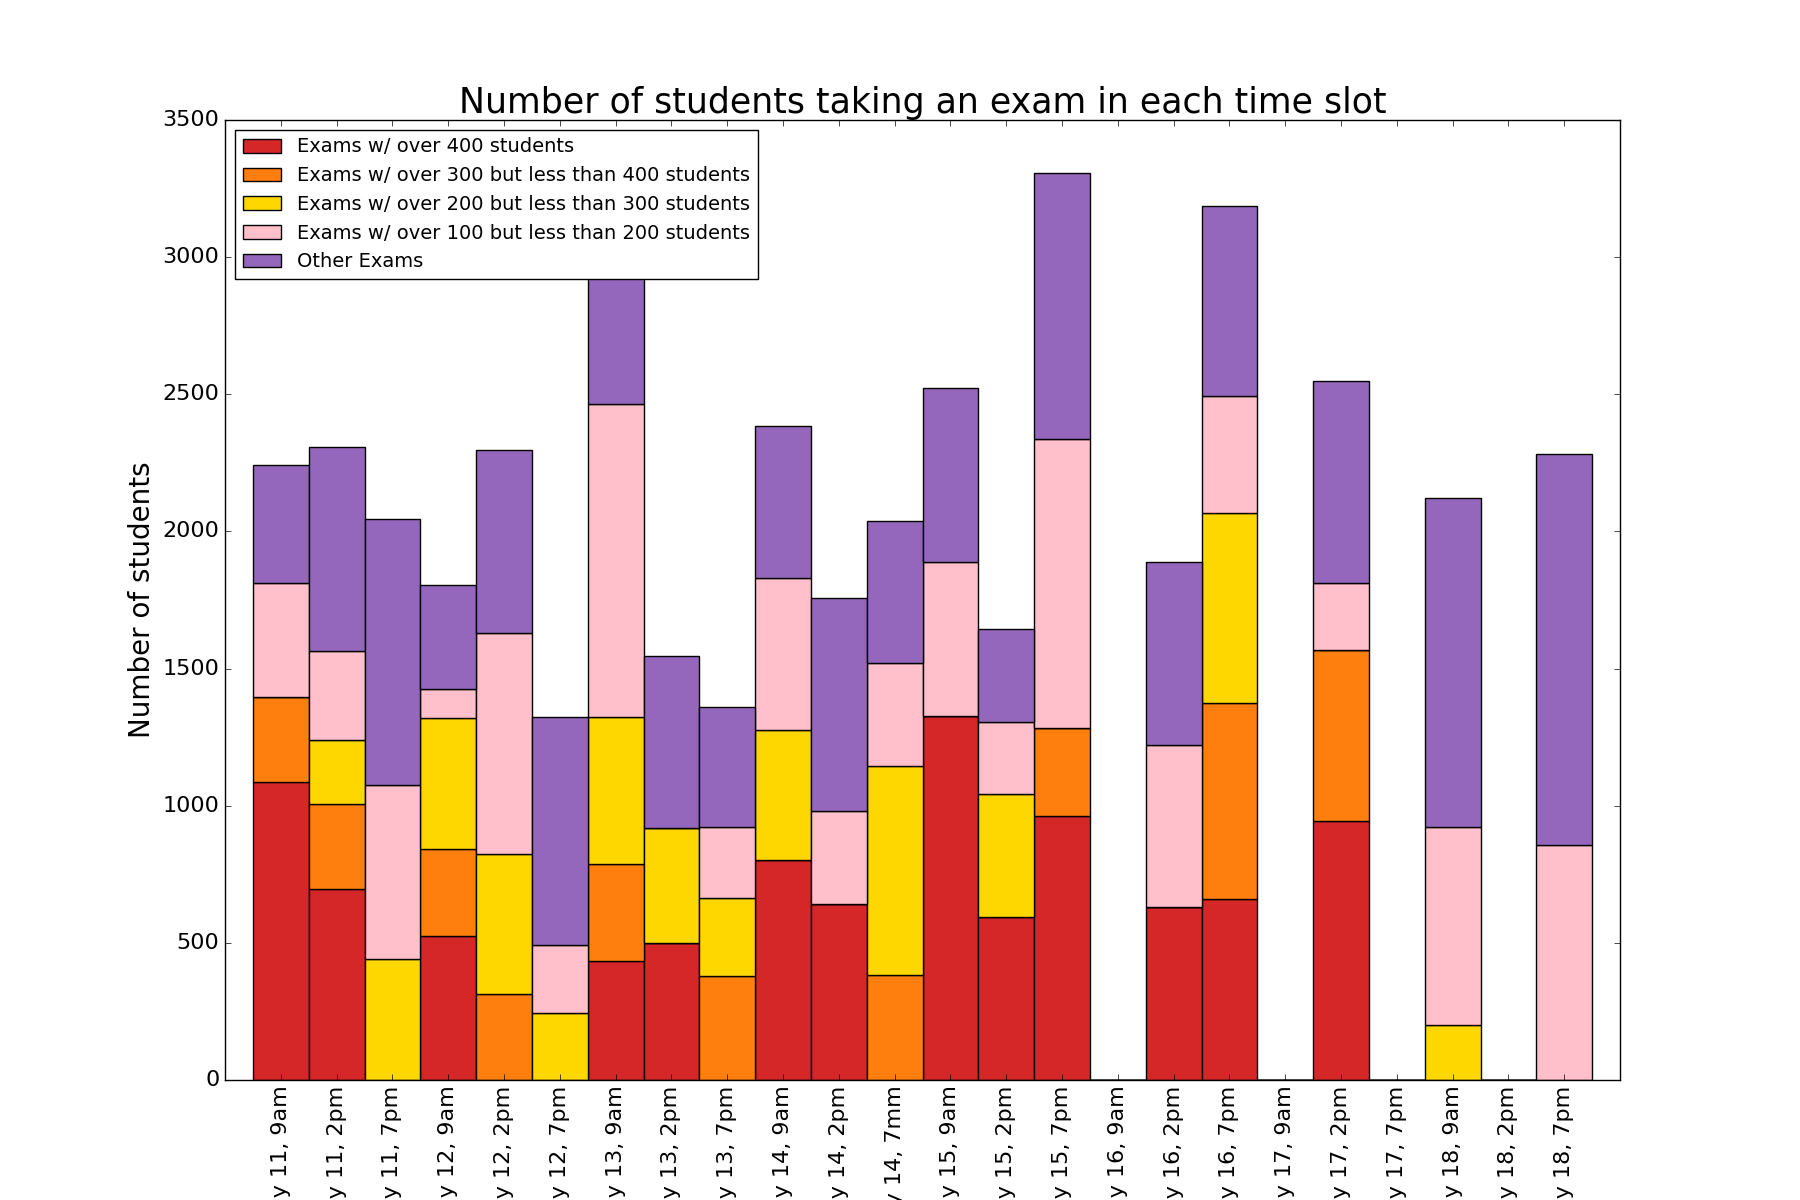 Number of students taking an exam in each time slot
3500
3000
2500
2000
1500
1000
500
0
Number of students
Exams w/ over 400 students
Exams w/ over 300 but less than 400 students
Exams w/ over 200 but less than 300 students
Exams w/ over 100 but less than 200 students
Other Exams
y 11, 9am
y 11, 2pm
y 11, 7pm
y 12, 9am
y 12, 2pm
y 12, 7pm
y 13, 9am
y 13, 2pm
y 13, 7pm
y 14, 9am
y 14, 2pm
y 14, 7mm
y 15, 9am
y 15, 2pm
y 15, 7pm
y 16, 9am
y 16, 2pm
y 16, 7pm
y 17, 9am
y 17, 2pm
y 17, 7pm
y 18, 9am
y 18, 2pm
y 18, 7pm